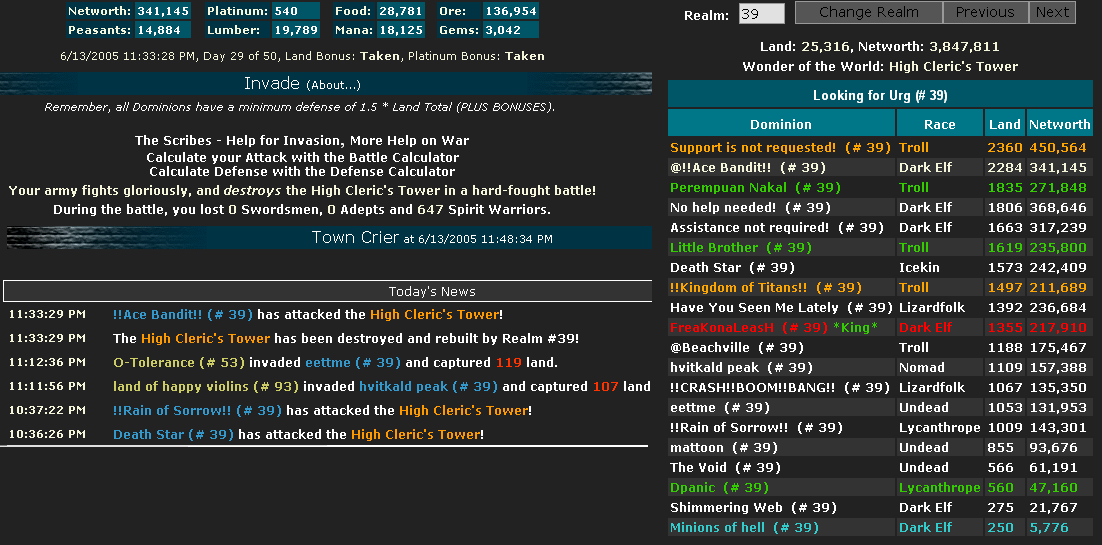 Networth: 341,145 Platinum: 540 Food: 28,781 Ore: 136,954
Peasants: 14,884 Lumber: 19,789 Mana: 18,125 Gems: 3,042
6/13/2005 11:33:28 PM, Day 29 of 50, Land Bonus: Taken, Platinum Bonus: Taken
Invade (About...)
Remember, all Dominions have a minimum defense of 1.5 * Land Total (PLUS BONUSES).
The Scribes - Help for Invasion, More Help on War
Calculate your Attack with the Battle Calculator
Calculate Defense with the Defense Calculator
Your army fights gloriously, and destroys the High Cleric's Tower in a hard-fought battle!
During the battle, you lost 0 Swordsmen, 0 Adepts and 647 Spirit Warriors.
Town Crier at 6/13/2005 11:48:34 PM
Today's News
11:33:29 PM !!Ace Bandit!! (# 39) has attacked the High Cleric's Tower!
11:33:29 PM The High Cleric's Tower has been destroyed and rebuilt by Realm #39!
11:12:36 PM O-Tolerance (# 53) invaded eettme (# 39) and captured 119 land.
11:11:56 PM land of happy violins (# 93) invaded hvitkald peak (# 39) and captured 107 land
10:37:22 PM !!Rain of Sorrow!! (# 39) has attacked the High Cleric's Tower!
10:36:26 PM Death Star (# 39) has attacked the High Cleric's Tower!
Realm: 39 Change Realm Previous Next
Land: 25,316, Networth: 3,847,811
Wonder of the World: High Cleric's Tower
Looking for Urg (# 39)
Dominion Race Land Networth
Support is not requested! (# 39) Troll 2360 450,564
@!!Ace Bandit!! (# 39) Dark Elf 2284 341,145
Perempuan Nakal (# 39) Troll 1835 271,848
No help needed! (# 39) Dark Elf 1806 368,646
Assistance not required! (# 39) Dark Elf 1663 317,239
Little Brother (# 39) Troll 1619 235,800
Death Star (# 39) Icekin 1573 242,409
!!Kingdom of Titans!! (# 39) Troll 1497 211,689
Have You Seen Me Lately (# 39) Lizardfolk 1392 236,684
FreaKonaLeasH (# 39) *King* Dark Elf 1355 217,910
@Beachville (# 39) Troll 1188 175,467
hvitkald peak (# 39) Nomad 1109 157,388
!!CRASH!!BOOM!!BANG!! (# 39) Lizardfolk 1067 135,350
eettme (# 39) Undead 1053 131,953
!!Rain of Sorrow!! (# 39) Lycanthrope 1009 143,301
mattoon (# 39) Undead 855 93,676
The Void (# 39) Undead 566 61,191
Dpanic (# 39) Lycanthrope 560 47,160
Shimmering Web (# 39) Dark Elf 275 21,767
Minions of hell (# 39) Dark Elf 250 5,776